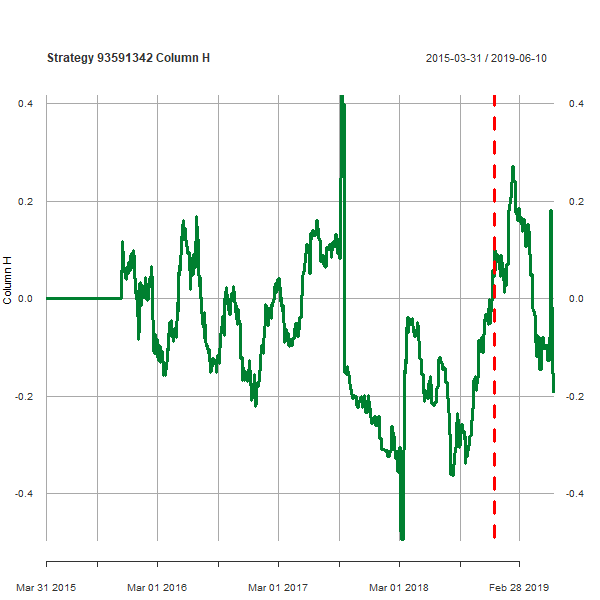 Strategy 93591342 Column H
2015-03-31 / 2019-06-10
0.4
0.4
0.2
0.2
Column H
0.0
0.0
-0.2
-0.2
-0.4
-0.4
Mar 31 2015
Mar 01 2016
Mar 01 2017
Mar 01 2018
Feb 28 2019